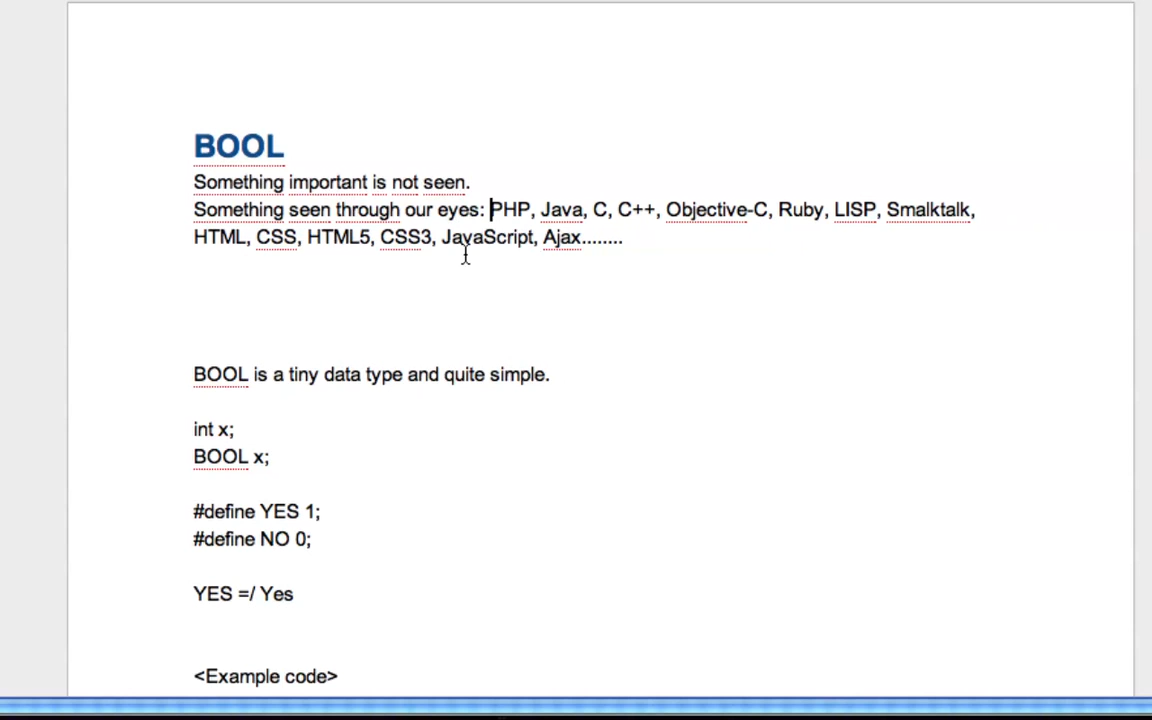 BOOL
Something important is not seen.
Something seen through our eyes: PHP, Java, C, C++, Objective-C, Ruby, LISP, Smalktalk,
HTML, CSS, HTML5, CSS3, JavaScript, Ajax........
BOOL is a tiny data type and quite simple.
int x;
BOOL x;
#define YES 1;
#define NO 0;
YES =/ Yes
<Example code>